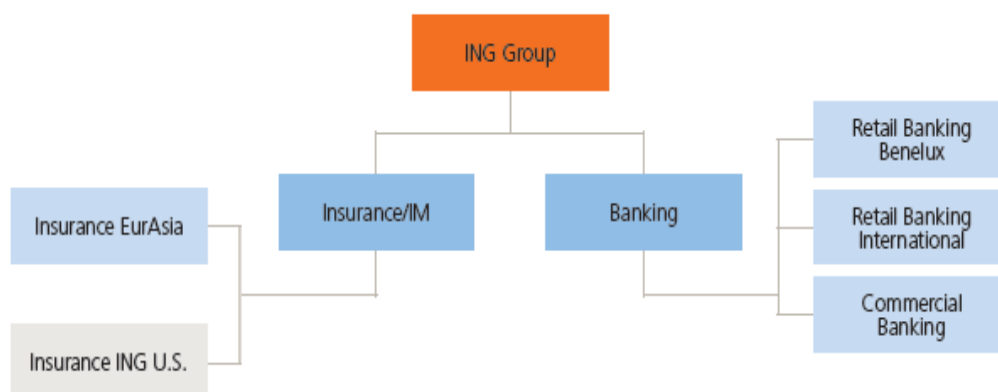 ING Group
Insurance/IM
Banking
Insurance EurAsia
Insurance ING U.S.
Retail Banking
Benelux
Retail Banking
International
Commercial
Banking